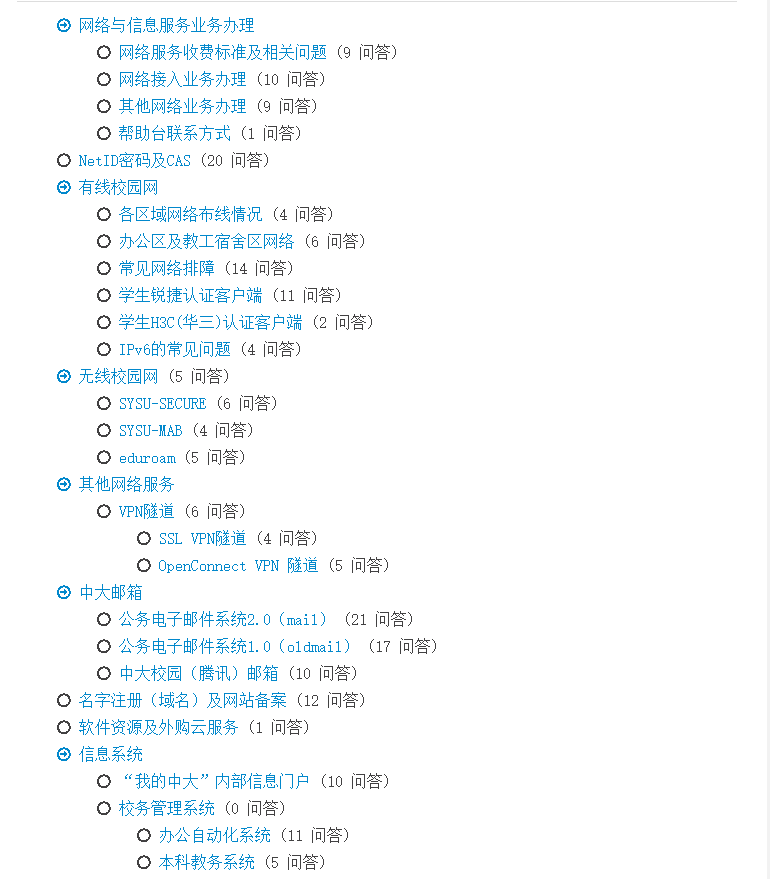 网络与信息服务业务办理
网络服务收费标准及相关问题 (9 问答)
网络接入业务办理 (10 问答)
其他网络业务办理 (9 问答)
帮助台联系方式 (1 问答)
NetID密码及CAS (20 问答)
有线校园网
各区域网络布线情况 (4 问答)
办公区及教工宿舍区网络 (6 问答)
常见网络排障 (14 问答)
学生锐捷认证客户端 (11 问答)
学生H3C(华三)认证客户端 (2 问答)
IPv6的常见问题 (4 问答)
无线校园网 (5 问答)
SYSU-SECURE (6 问答)
SYSU-MAB (4 问答)
eduroam (5 问答)
其他网络服务
VPN隧道 (6 问答)
SSL VPN隧道 (4 问答)
OpenConnect VPN 隧道 (5 问答)
中大邮箱
公务电子邮件系统2.0（mail） (21 问答)
公务电子邮件系统1.0（oldmail） (17 问答)
中大校园（腾讯）邮箱 (10 问答)
名字注册（域名）及网站备案 (12 问答)
软件资源及外购云服务 (1 问答)
信息系统
“我的中大”内部信息门户 (10 问答)
校务管理系统 (0 问答)
办公自动化系统 (11 问答)
本科教务系统 (5 问答)